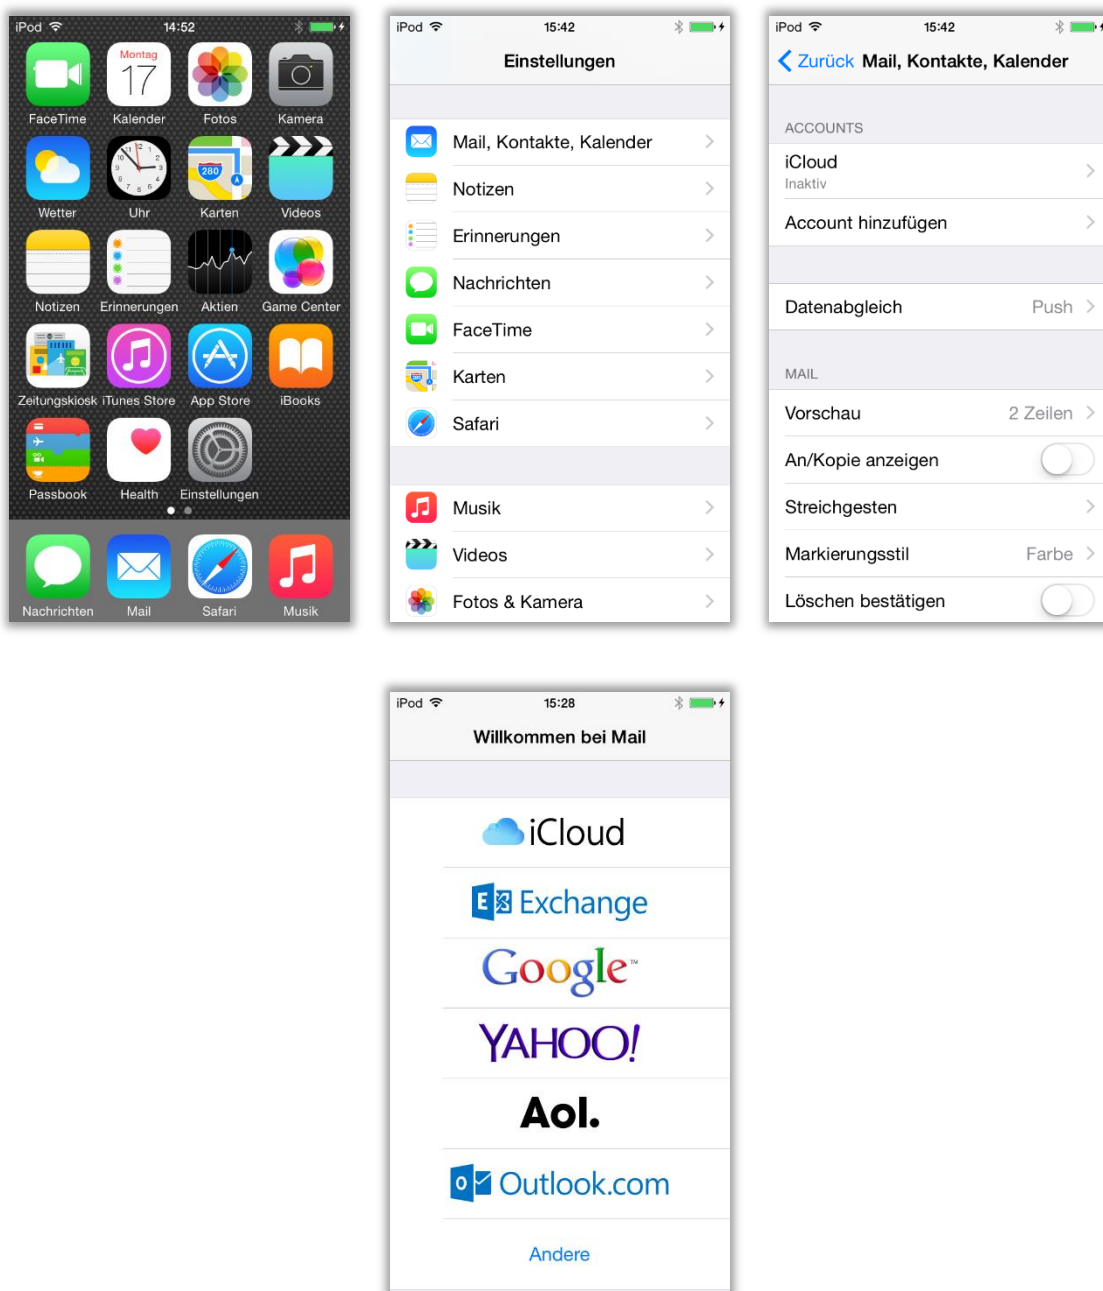 iPod 14:52
Montag
17
FaceTime Kalender Fotos Kamera
280
Wetter Uhr Karten Videos
Notizen Erinnerungen Aktien Game Center
Zeitungskiosk iTunes Store App Store iBooks
Passbook Health Einstellungen
Nachrichten Mail Safari Musik
iPod 15:42
Einstellungen
Mail, Kontakte, Kalender
Notizen
Erinnerungen
Nachrichten
FaceTime
Karten
Safari
Musik
Videos
Fotos & Kamera
iPod 15:42
Zurück Mail, Kontakte, Kalender
ACCOUNTS
iCloud
Inaktiv
Account hinzufügen
Datenabgleich Push
MAIL
Vorschau 2 Zeilen
An/Kopie anzeigen
Streichgesten
Markierungsstil Farbe
Löschen bestätigen
iPod 15:28
Willkommen bei Mail
iCloud
E Exchange
Google™
YAHOO!
Aol.
o Outlook.com
Andere